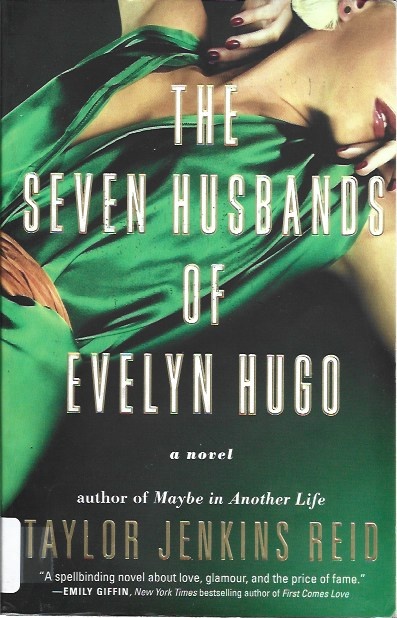 THE
SEVEN HUSBANDS
OF
EVELYN HUGO
a novel
author of Maybe in Another Life
TAYLOR JENKINS REID
"A spellbinding novel about love, glamour, and the price of fame."
—EMILY GIFFIN, New York Times bestselling author of First Comes Love